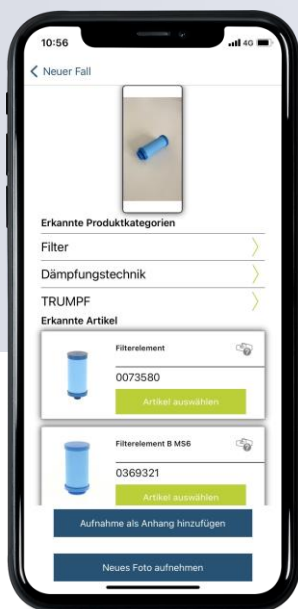 10:56
4G
Neuer Fall
Erkannte Produktkategorien
Filter
Dämpfungstechnik
TRUMPF
Erkannte Artikel
Filterelement
0073580
Artikel auswählen
Filterelement B MS6
0369321
Artikel auswählen
Aufnahme als Anhang hinzufügen
Neues Foto aufnehmen